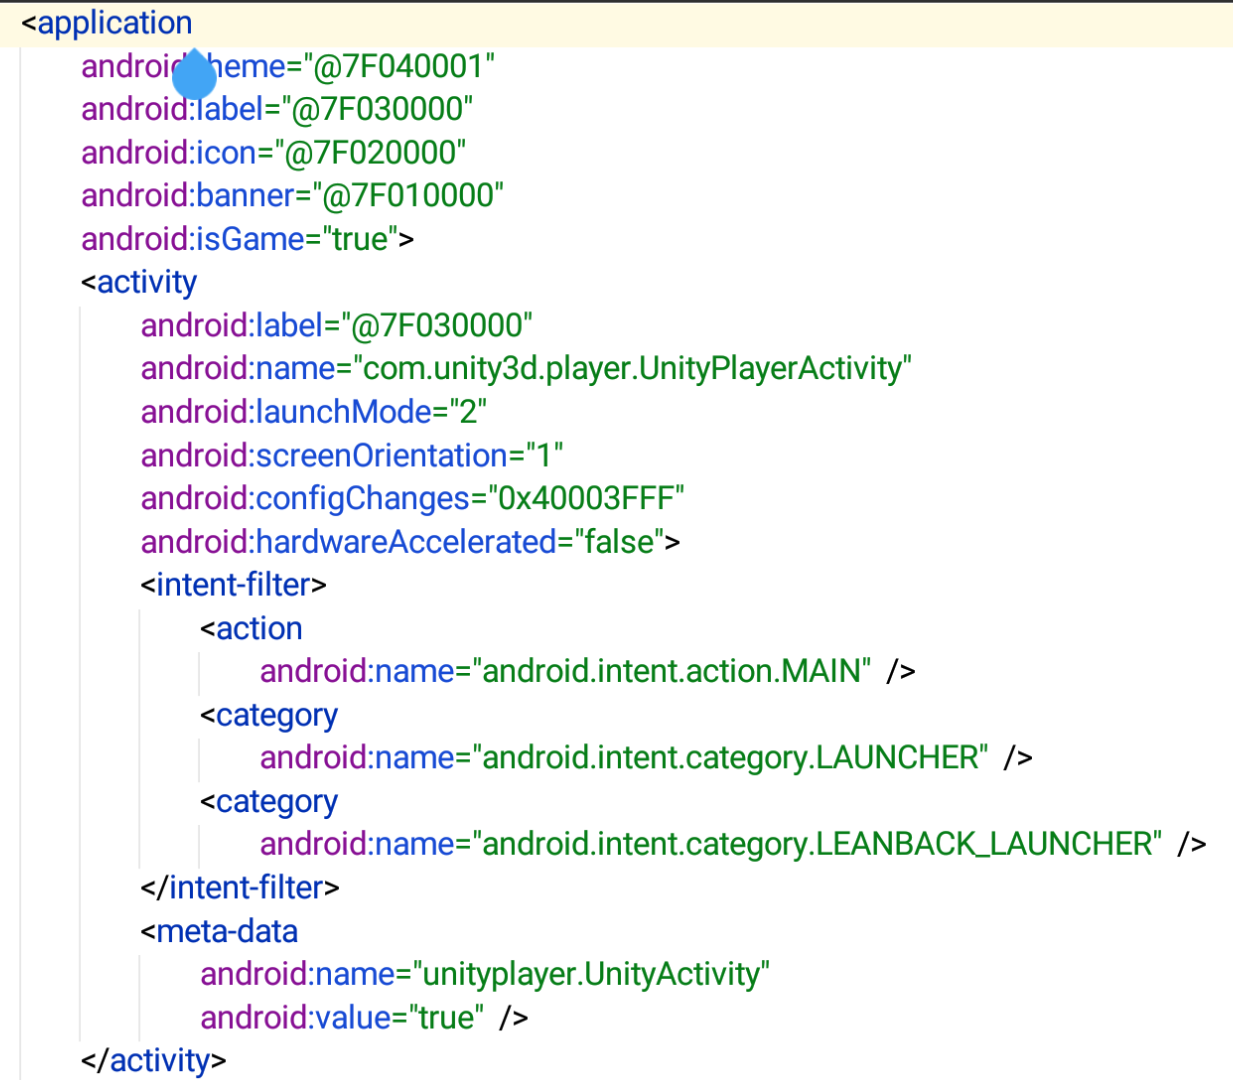 <application
android:theme="@7F040001"
android:label="@7F030000"
android:icon="@7F020000"
android:banner="@7F010000"
android:isGame="true">
<activity
android:label="@7F030000"
android:name="com.unity3d.player.UnityPlayerActivity"
android:launchMode="2"
android:screenOrientation="1"
android:configChanges="0x40003FFF"
android:hardwareAccelerated="false">
<intent-filter>
<action
android:name="android.intent.action.MAIN" />
<category
android:name="android.intent.category.LAUNCHER" />
<category
android:name="android.intent.category.LEANBACK_LAUNCHER" />
</intent-filter>
<meta-data
android:name="unityplayer.UnityActivity"
android:value="true" />
</activity>